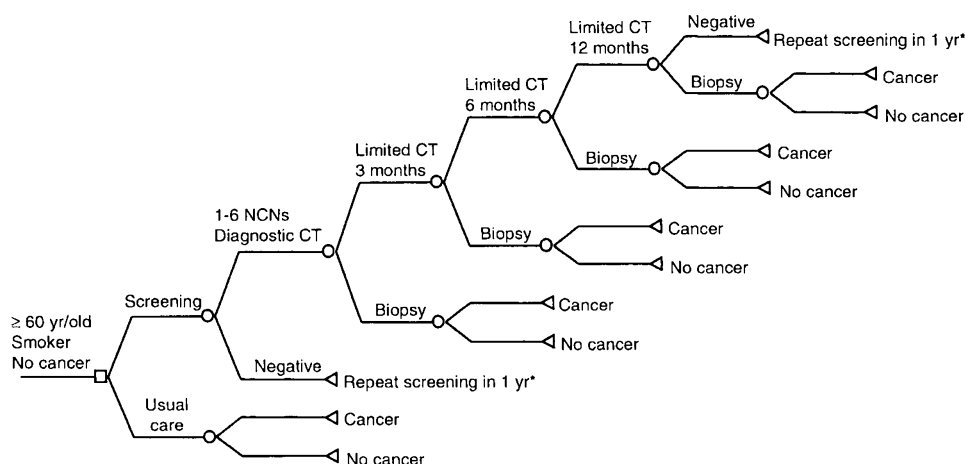 Limited CT
12 months
Negative
Repeat screening in 1 yr*
Biopsy
Cancer
No cancer
Limited CT
6 months
Biopsy
Cancer
No cancer
Limited CT
3 months
Biopsy
Cancer
No cancer
1-6 NCNs
Diagnostic CT
Biopsy
Cancer
No cancer
Screening
Negative
Repeat screening in 1 yr*
≥ 60 yr/old
Smoker
No cancer
Usual
care
Cancer
No cancer